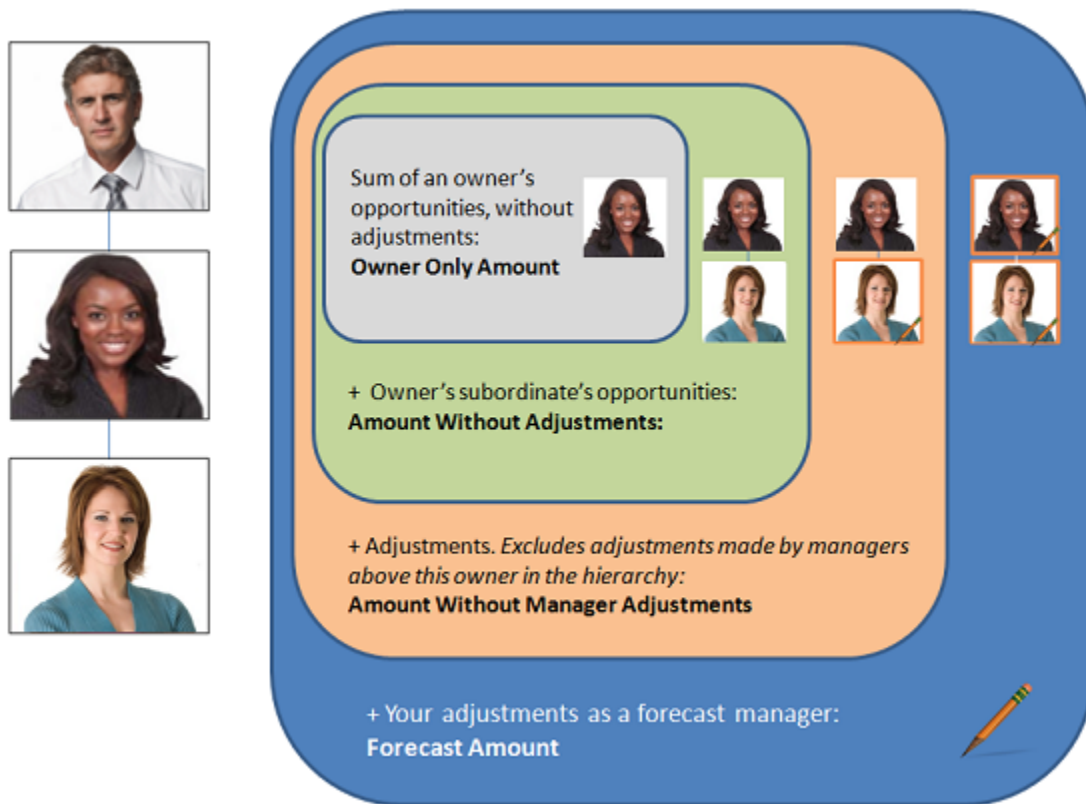 Sum of an owner's
opportunities, without
adjustments:
Owner Only Amount
+ Owner's subordinate's opportunities:
Amount Without Adjustments:
+ Adjustments. Excludes adjustments made by managers
above this owner in the hierarchy:
Amount Without Manager Adjustments
+ Your adjustments as a forecast manager:
Forecast Amount